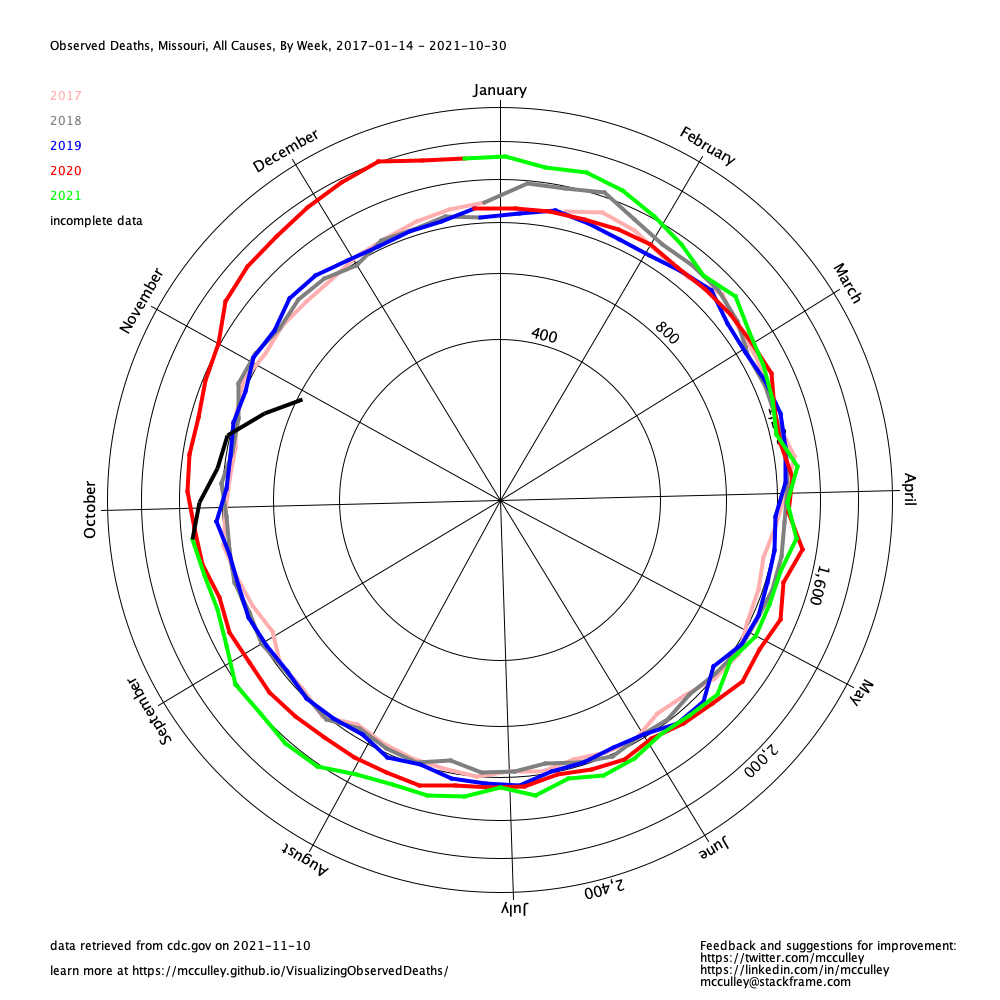 Observed Deaths, Missouri, All Causes, By Week, 2017-01-14 - 2021-10-30
2017
2018
2019
2020
2021
incomplete data
January
February
March
April
May
June
July
August
September
October
November
December
400
800
1,600
2,000
2,400
data retrieved from cdc.gov on 2021-11-10
learn more at https://mcculley.github.io/VisualizingObservedDeaths/
Feedback and suggestions for improvement:
https://twitter.com/mcculley
https://linkedin.com/in/mcculley
mcculley@stackframe.com